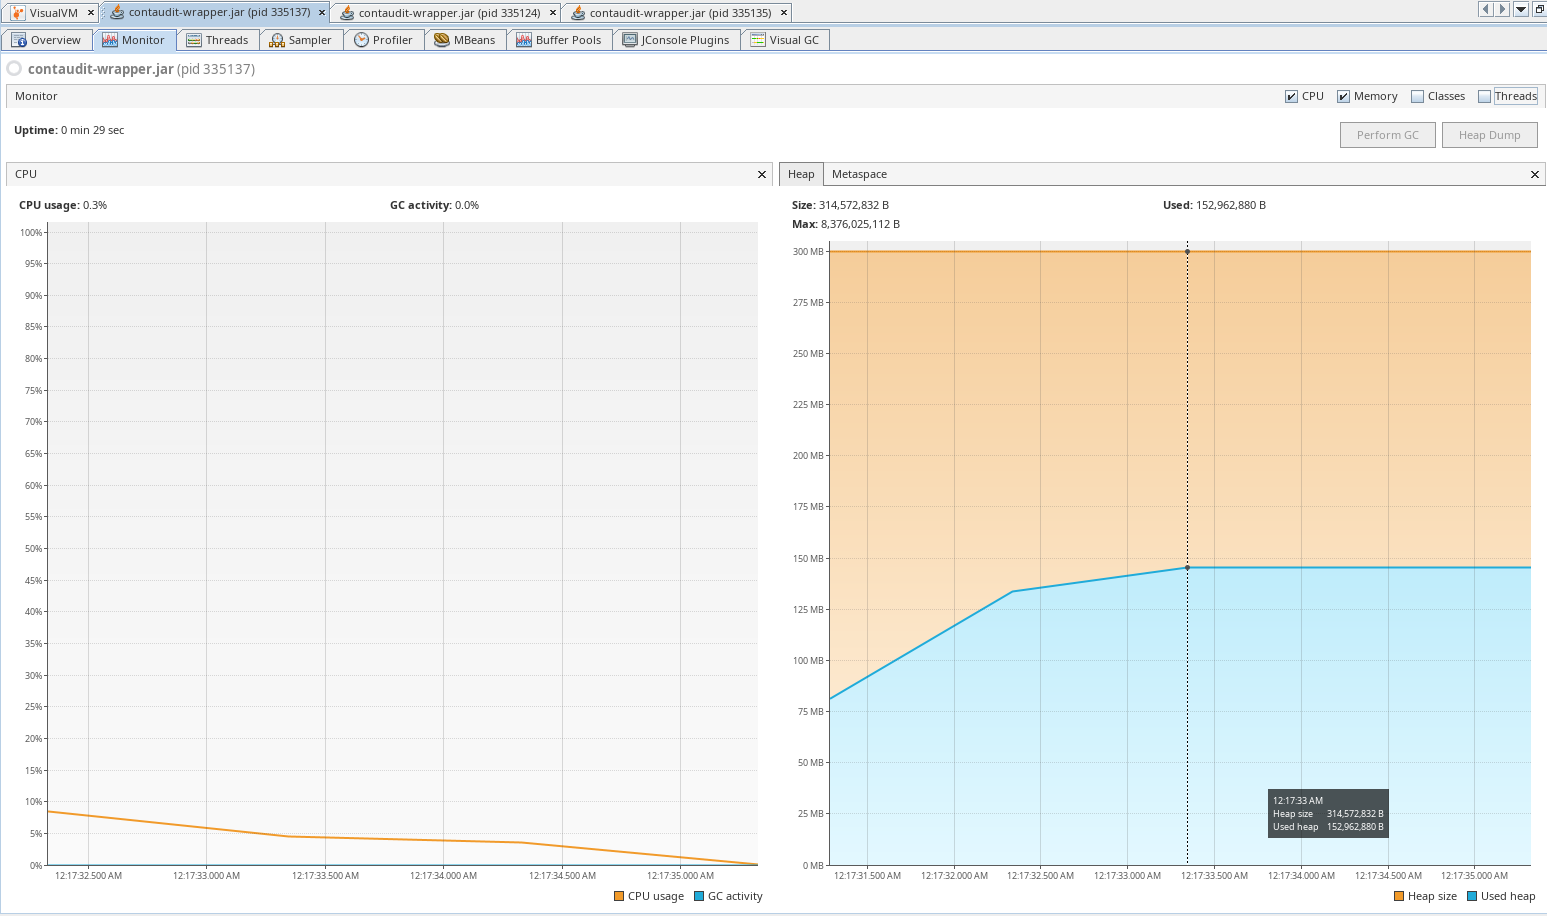 VisualVM
contaudit-wrapper.jar (pid 335137)
contaudit-wrapper.jar (pid 335124)
contaudit-wrapper.jar (pid 335135)
Overview
Monitor
Threads
Sampler
Profiler
MBeans
Buffer Pools
JConsole Plugins
Visual GC
contaudit-wrapper.jar (pid 335137)
Monitor
CPU
Memory
Classes
Threads
Uptime: 0 min 29 sec
Perform GC
Heap Dump
CPU
CPU usage: 0.3%
GC activity: 0.0%
100%
95%
90%
85%
80%
75%
70%
65%
60%
55%
50%
45%
40%
35%
30%
25%
20%
15%
10%
5%
0%
12:17:32.500 AM
12:17:33.000 AM
12:17:33.500 AM
12:17:34.000 AM
12:17:34.500 AM
12:17:35.000 AM
CPU usage
GC activity
Heap
Metaspace
Size: 314,572,832 B
Used: 152,962,880 B
Max: 8,376,025,112 B
300 MB
275 MB
250 MB
225 MB
200 MB
175 MB
150 MB
125 MB
100 MB
75 MB
50 MB
25 MB
0 MB
12:17:33 AM
Heap size 314,572,832 B
Used heap 152,962,880 B
12:17:31.500 AM
12:17:32.000 AM
12:17:32.500 AM
12:17:33.000 AM
12:17:33.500 AM
12:17:34.000 AM
12:17:34.500 AM
12:17:35.000 AM
Heap size
Used heap